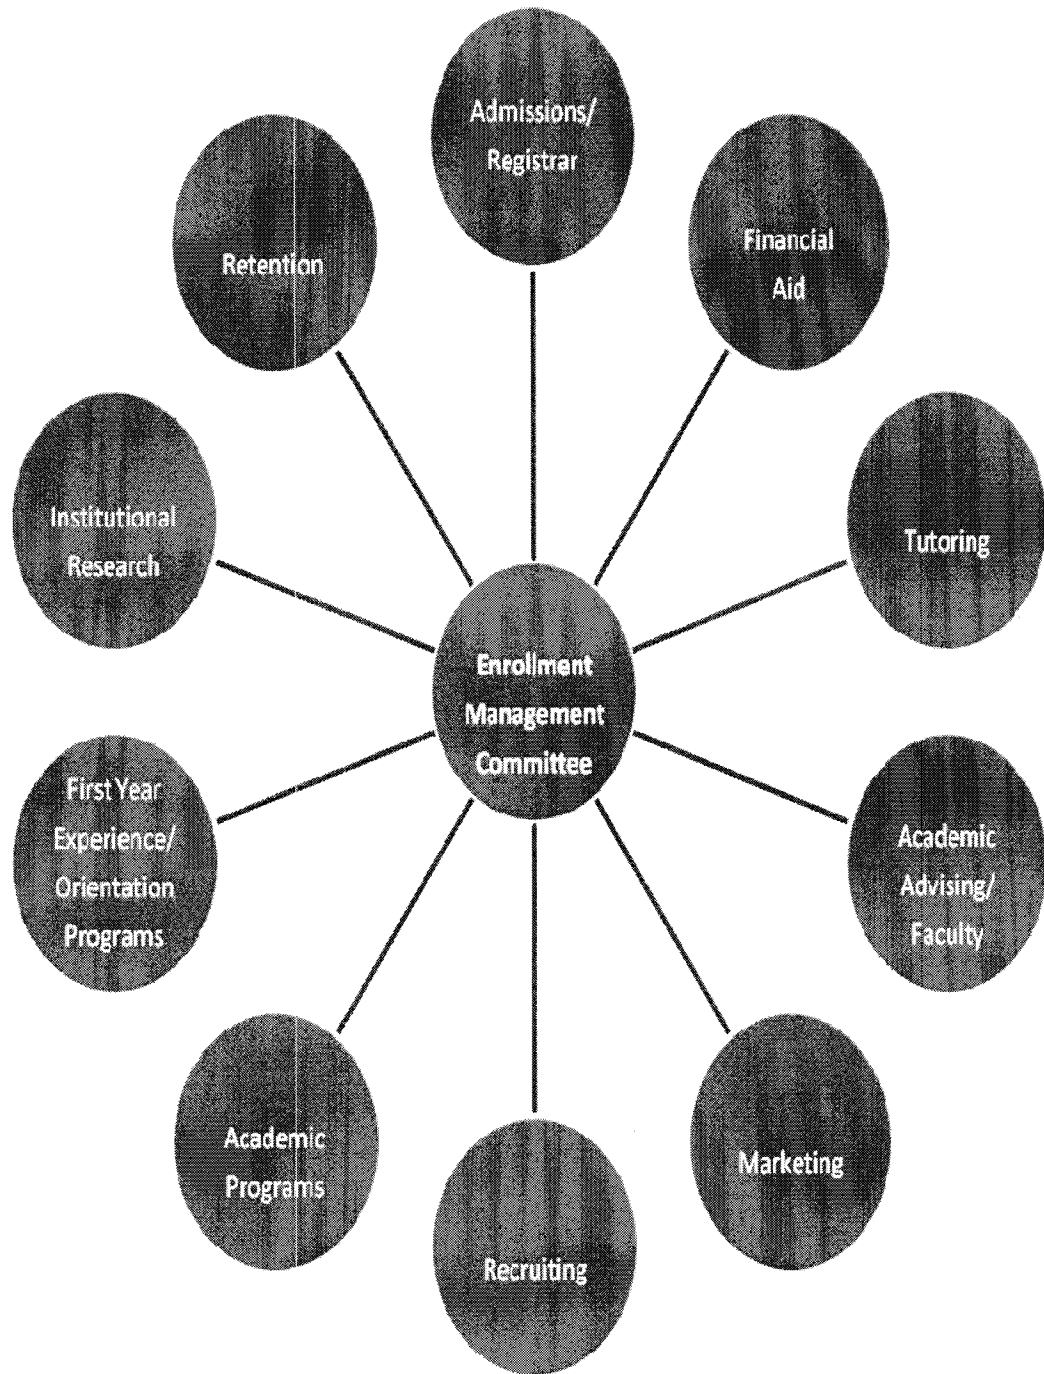 Admissions/
Registrar
Financial
Aid
Tutoring
Academic
Advising/
Faculty
Marketing
Recruiting
Academic
Programs
First Year
Experience/
Orientation
Programs
Institutional
Research
Retention
Enrollment
Management
Committee